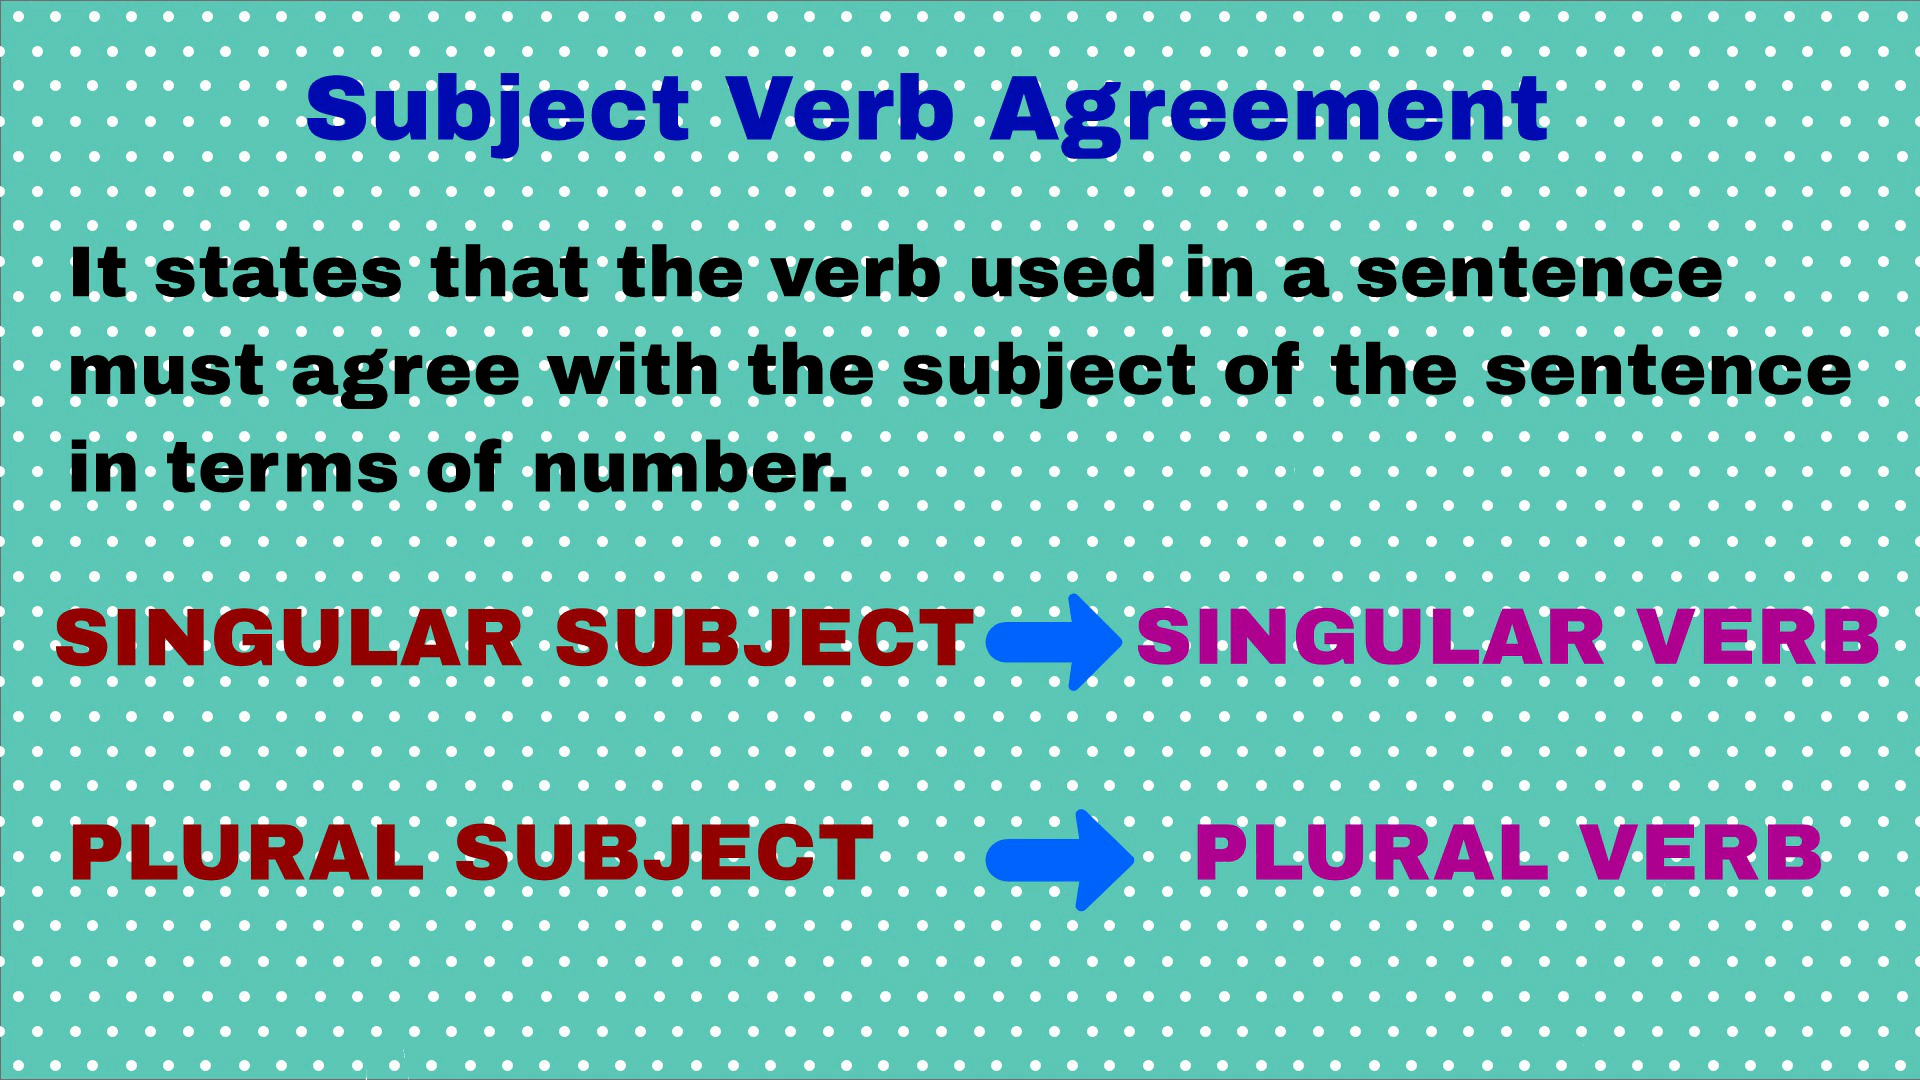 Subject Verb Agreement
It states that the verb used in a sentence
must agree with the subject of the sentence
in terms of number.
SINGULAR SUBJECT SINGULAR VERB
PLURAL SUBJECT PLURAL VERB